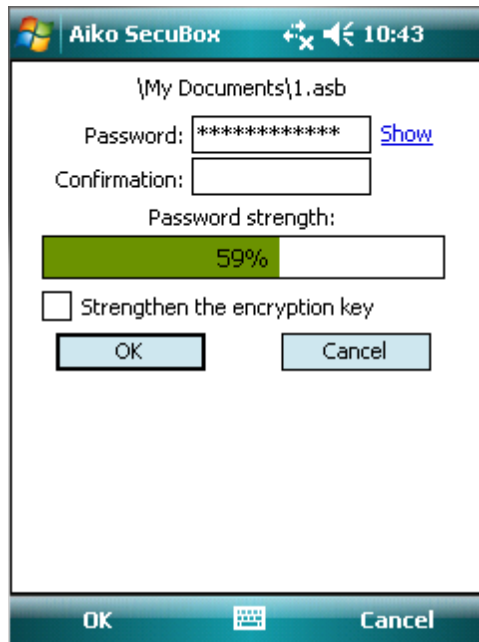 Aiko SecuBox 10:43
\My Documents\1.asb
Password: ************ Show
Confirmation:
Password strength:
59%
Strengthen the encryption key
OK Cancel
OK Cancel